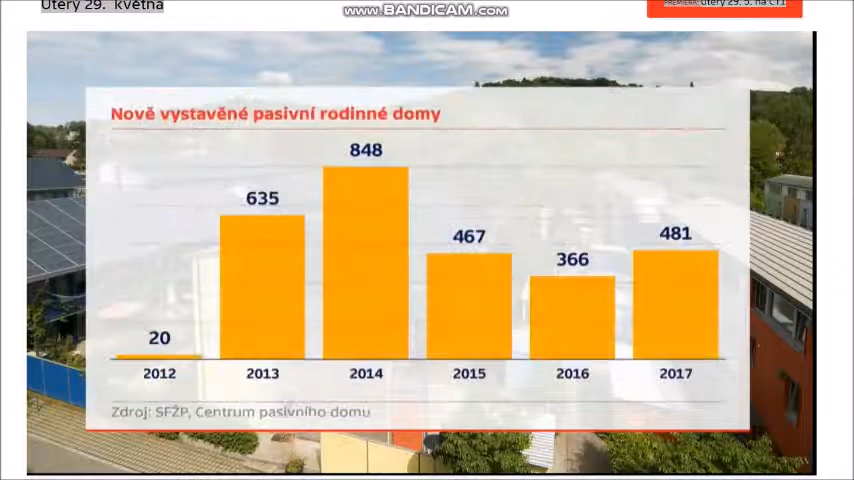 Úterý 29. května
www.BANDICAM.com
PREMIÉRA: úterý 29. 5. na ČT1
Nově vystavěné pasivní rodinné domy
848
635
467
481
366
20
2012 2013 2014 2015 2016 2017
Zdroj: SFŽP, Centrum pasivního domu